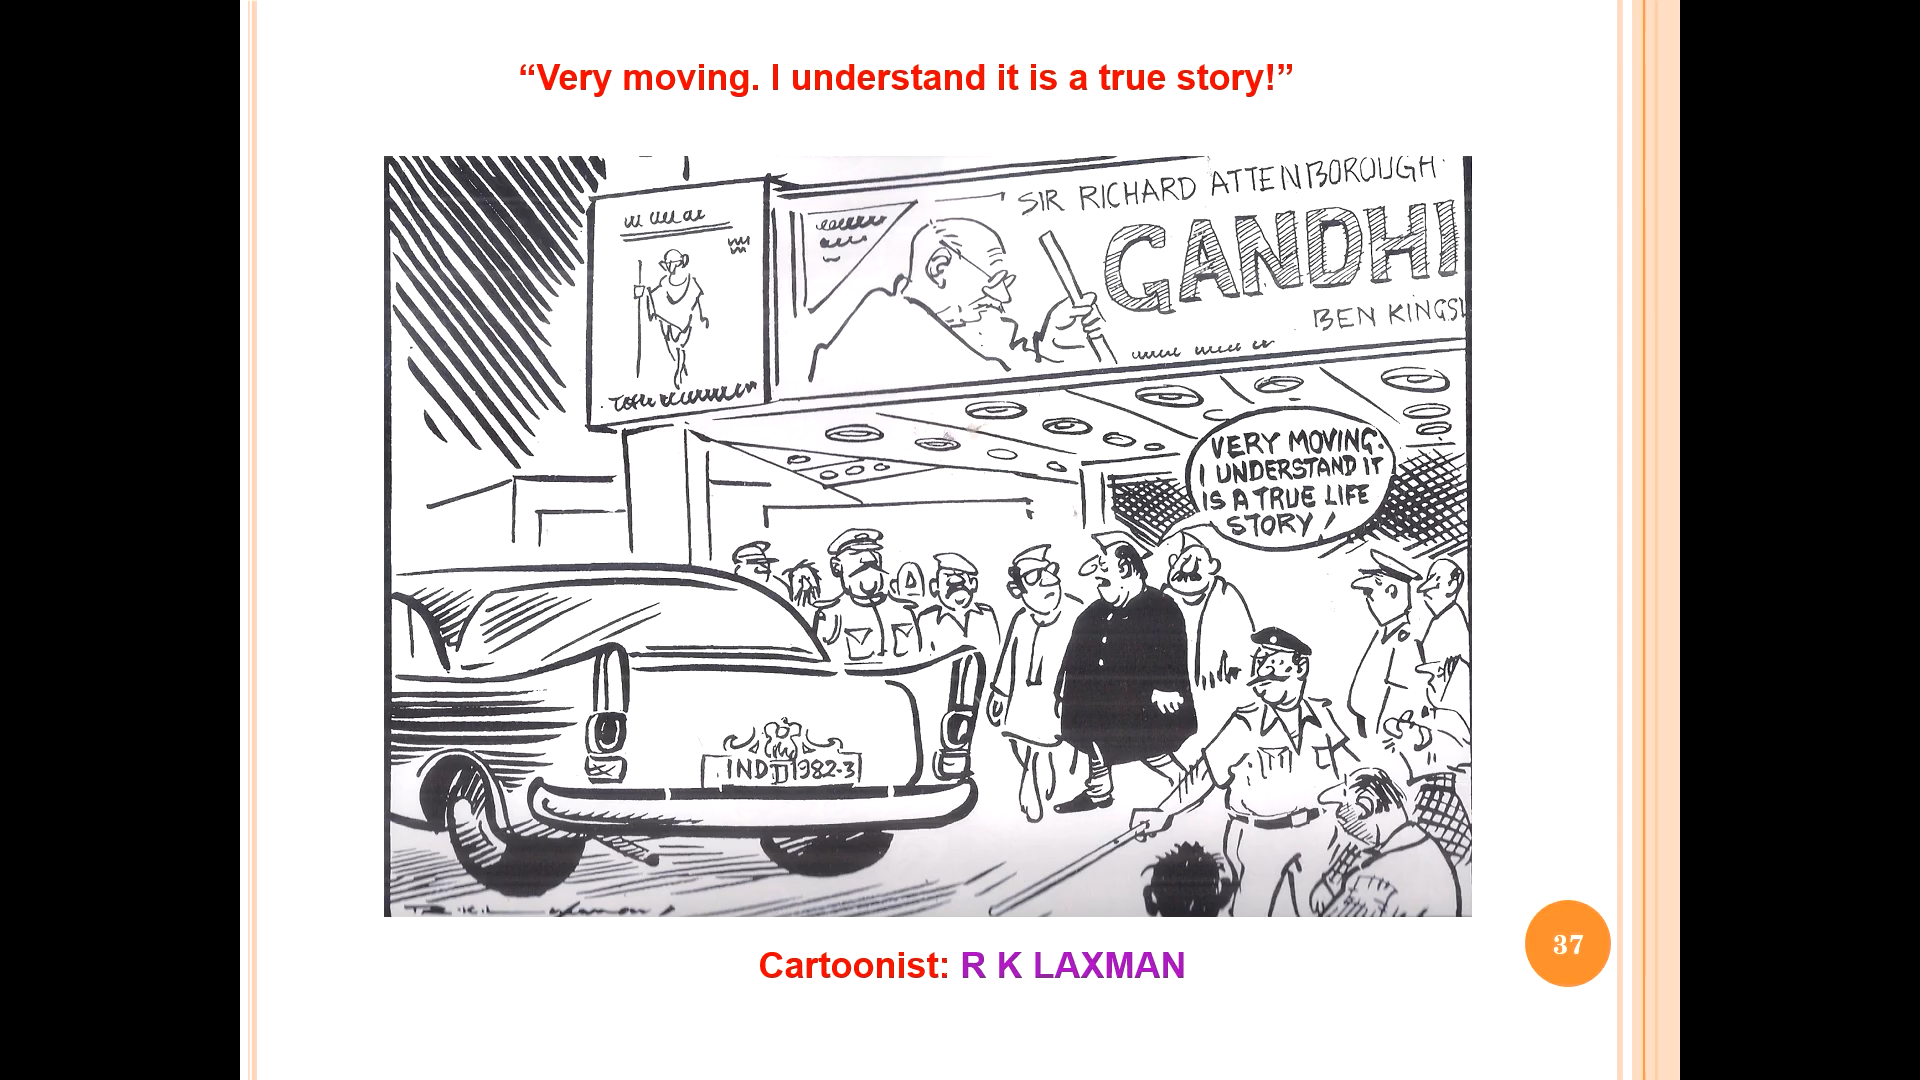 “Very moving. I understand it is a true story!”
SIR RICHARD ATTENBOROUGH
GANDHI
BEN KINGSL
VERY MOVING.
I UNDERSTAND IT
IS A TRUE LIFE
STORY!
IND D 1982-3
Cartoonist: R K LAXMAN
37